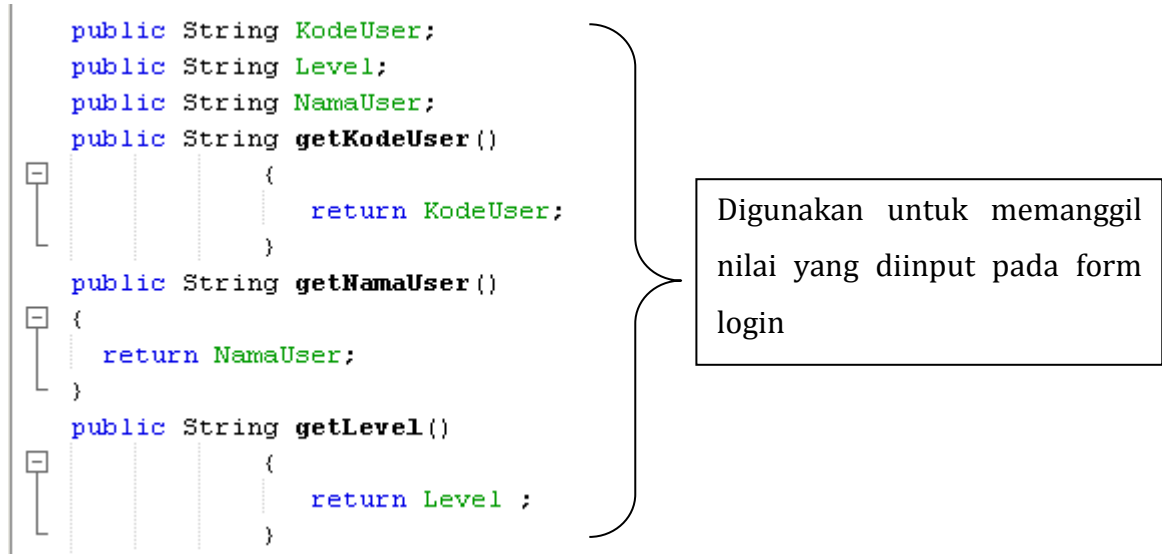 public String KodeUser;
public String Level;
public String NamaUser;
public String getKodeUser()
{
return KodeUser;
}
public String getNamaUser()
{
return NamaUser;
}
public String getLevel()
{
return Level ;
}
Digunakan untuk memanggil
nilai yang diinput pada form
login